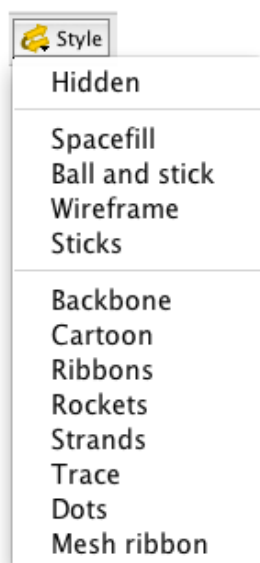 Style
Hidden
Spacefill
Ball and stick
Wireframe
Sticks
Backbone
Cartoon
Ribbons
Rockets
Strands
Trace
Dots
Mesh ribbon